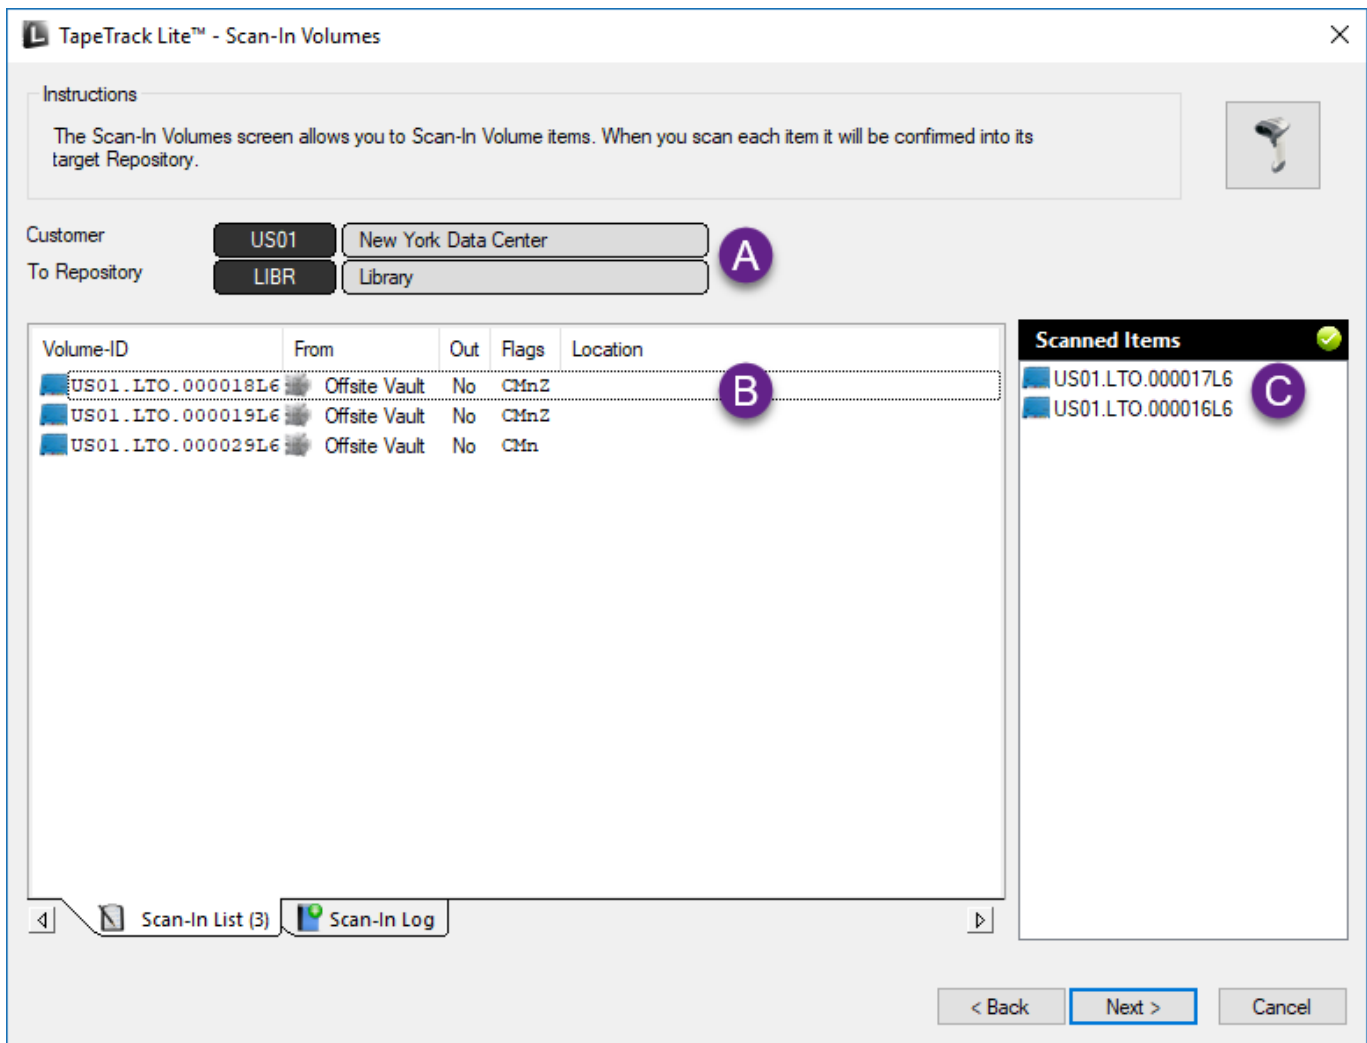 L TapeTrack Lite™ - Scan-In Volumes
Instructions
The Scan-In Volumes screen allows you to Scan-In Volume items. When you scan each item it will be confirmed into its
target Repository.
Customer US01 New York Data Center
A
To Repository LIBR Library
Volume-ID From Out Flags Location
US01.LTO.000018L6 Offsite Vault No CMnZ
US01.LTO.000019L6 Offsite Vault No CMnZ
US01.LTO.000029L6 Offsite Vault No CMn
B
Scanned Items
US01.LTO.000017L6
US01.LTO.000016L6
C
Scan-In List (3) Scan-In Log
< Back Next > Cancel